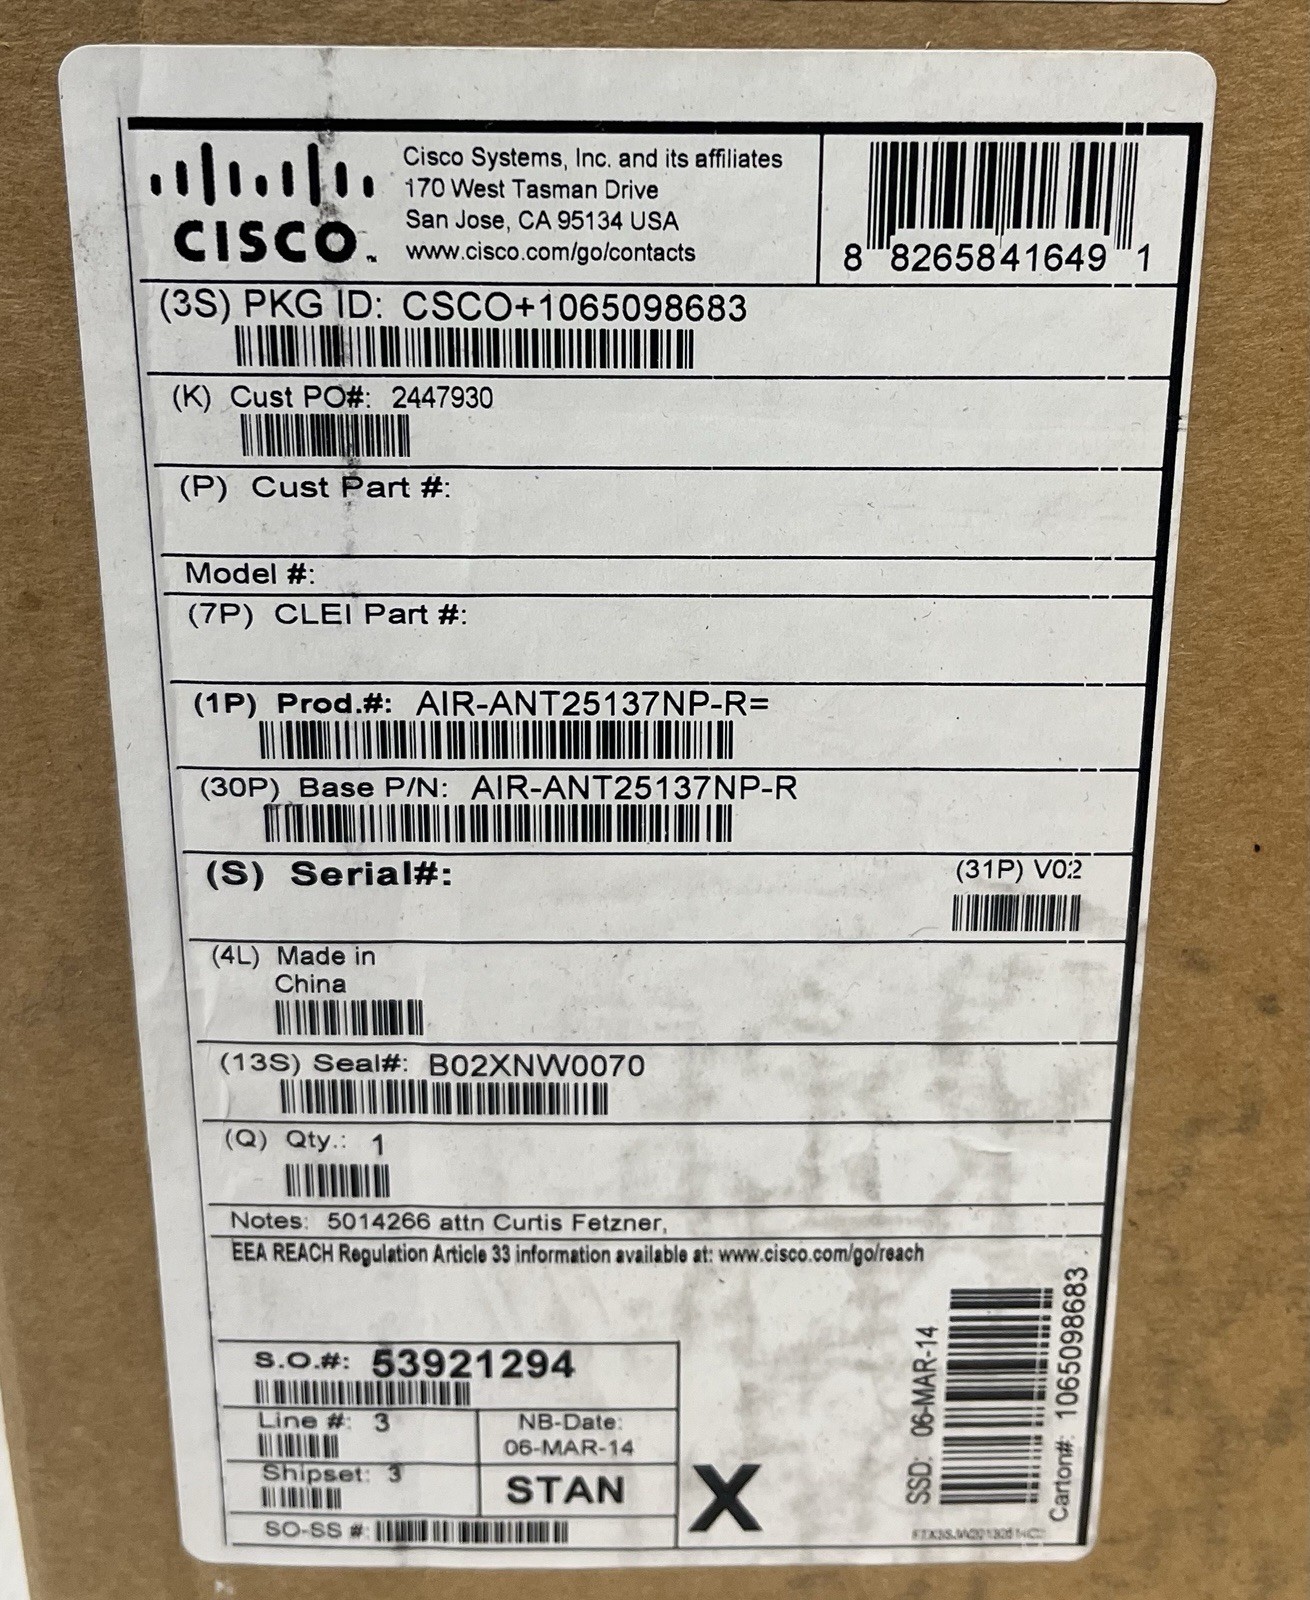 CISCO™
Cisco Systems, Inc. and its affiliates
170 West Tasman Drive
San Jose, CA 95134 USA
www.cisco.com/go/contacts
8 8265841649 1
(3S) PKG ID: CSCO+1065098683
(K) Cust PO#: 2447930
(P) Cust Part #:
Model #:
(7P) CLEI Part #:
(1P) Prod.#: AIR-ANT25137NP-R=
(30P) Base P/N: AIR-ANT25137NP-R
(S) Serial#:
(31P) V02
(4L) Made in
China
(13S) Seal#: B02XNW0070
(Q) Qty.: 1
Notes: 5014266 attn Curtis Fetzner,
EEA REACH Regulation Article 33 information available at: www.cisco.com/go/reach
S.O.#: 53921294
Line #: 3
NB-Date:
06-MAR-14
Shipset: 3
STAN
SO-SS #:
X
SSD: 06-MAR-14
Carton#: 1065098683